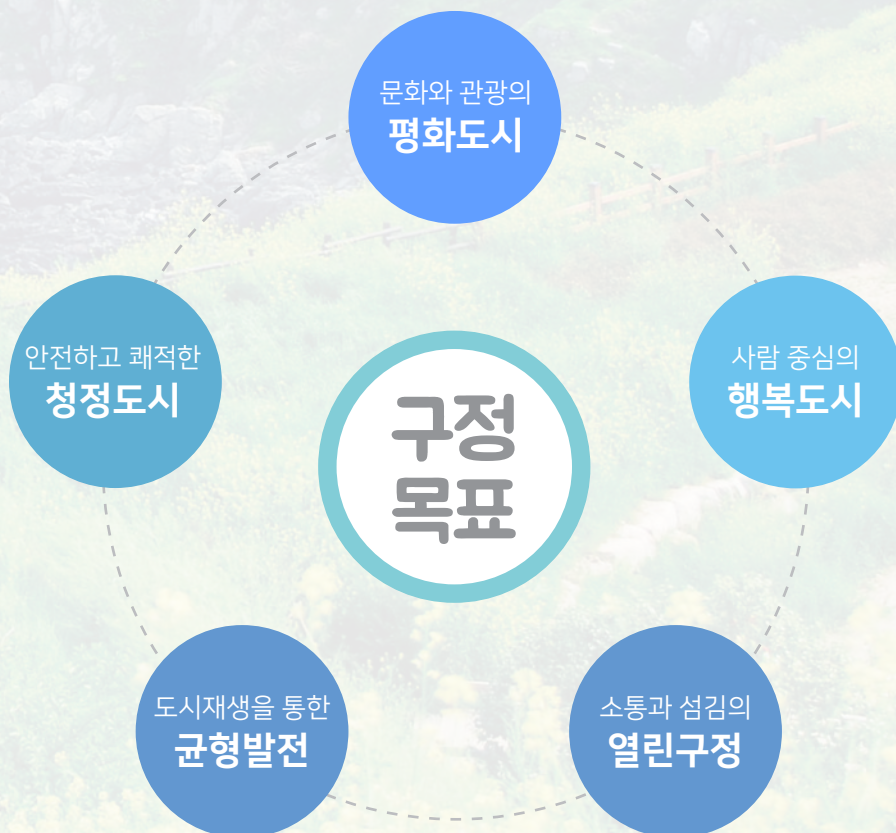 문화와 관광의
평화도시
안전하고 쾌적한
청정도시
사람 중심의
행복도시
구정
목표
도시재생을 통한
균형발전
소통과 섬김의
열린구정